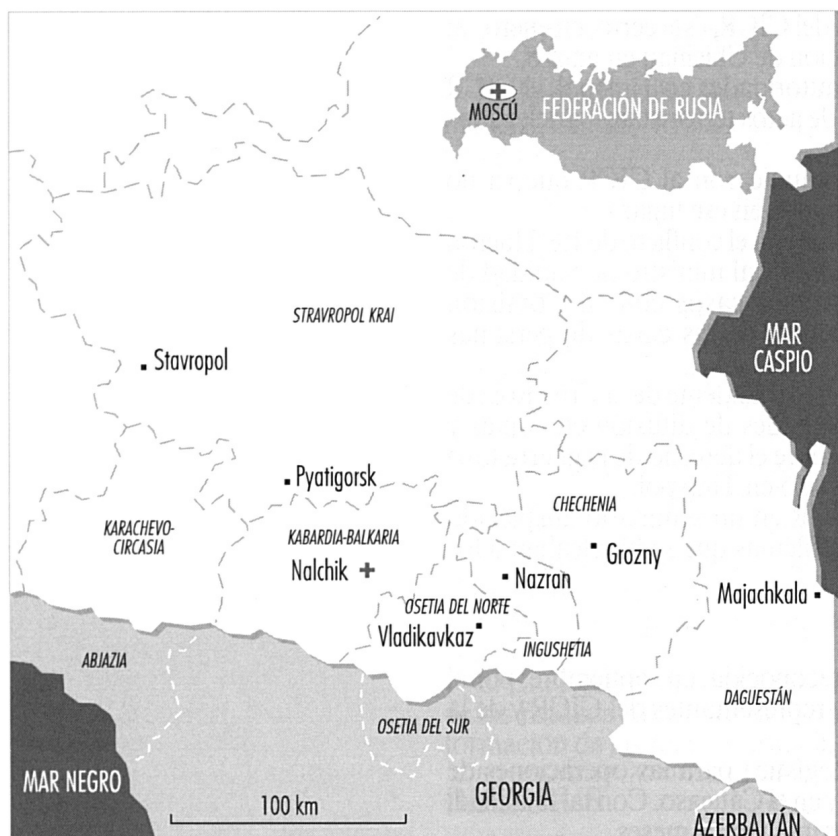 MOSCÚ
FEDERACIÓN DE RUSIA
STRAVROPOL KRAI
MAR
CASPIO
Stavropol
Pyatigorsk
KARACHEVO-
CIRCASIA
KABARDIA-BALKARIA
Nalchik
CHECHENIA
Grozny
Nazran
OSETIA DEL NORTE
Vladikavkaz
INGUSHETIA
Majachkala
ABJAZIA
OSETIA DEL SUR
DAGUESTÁN
MAR NEGRO
100 km
GEORGIA
AZERBAIYÁN